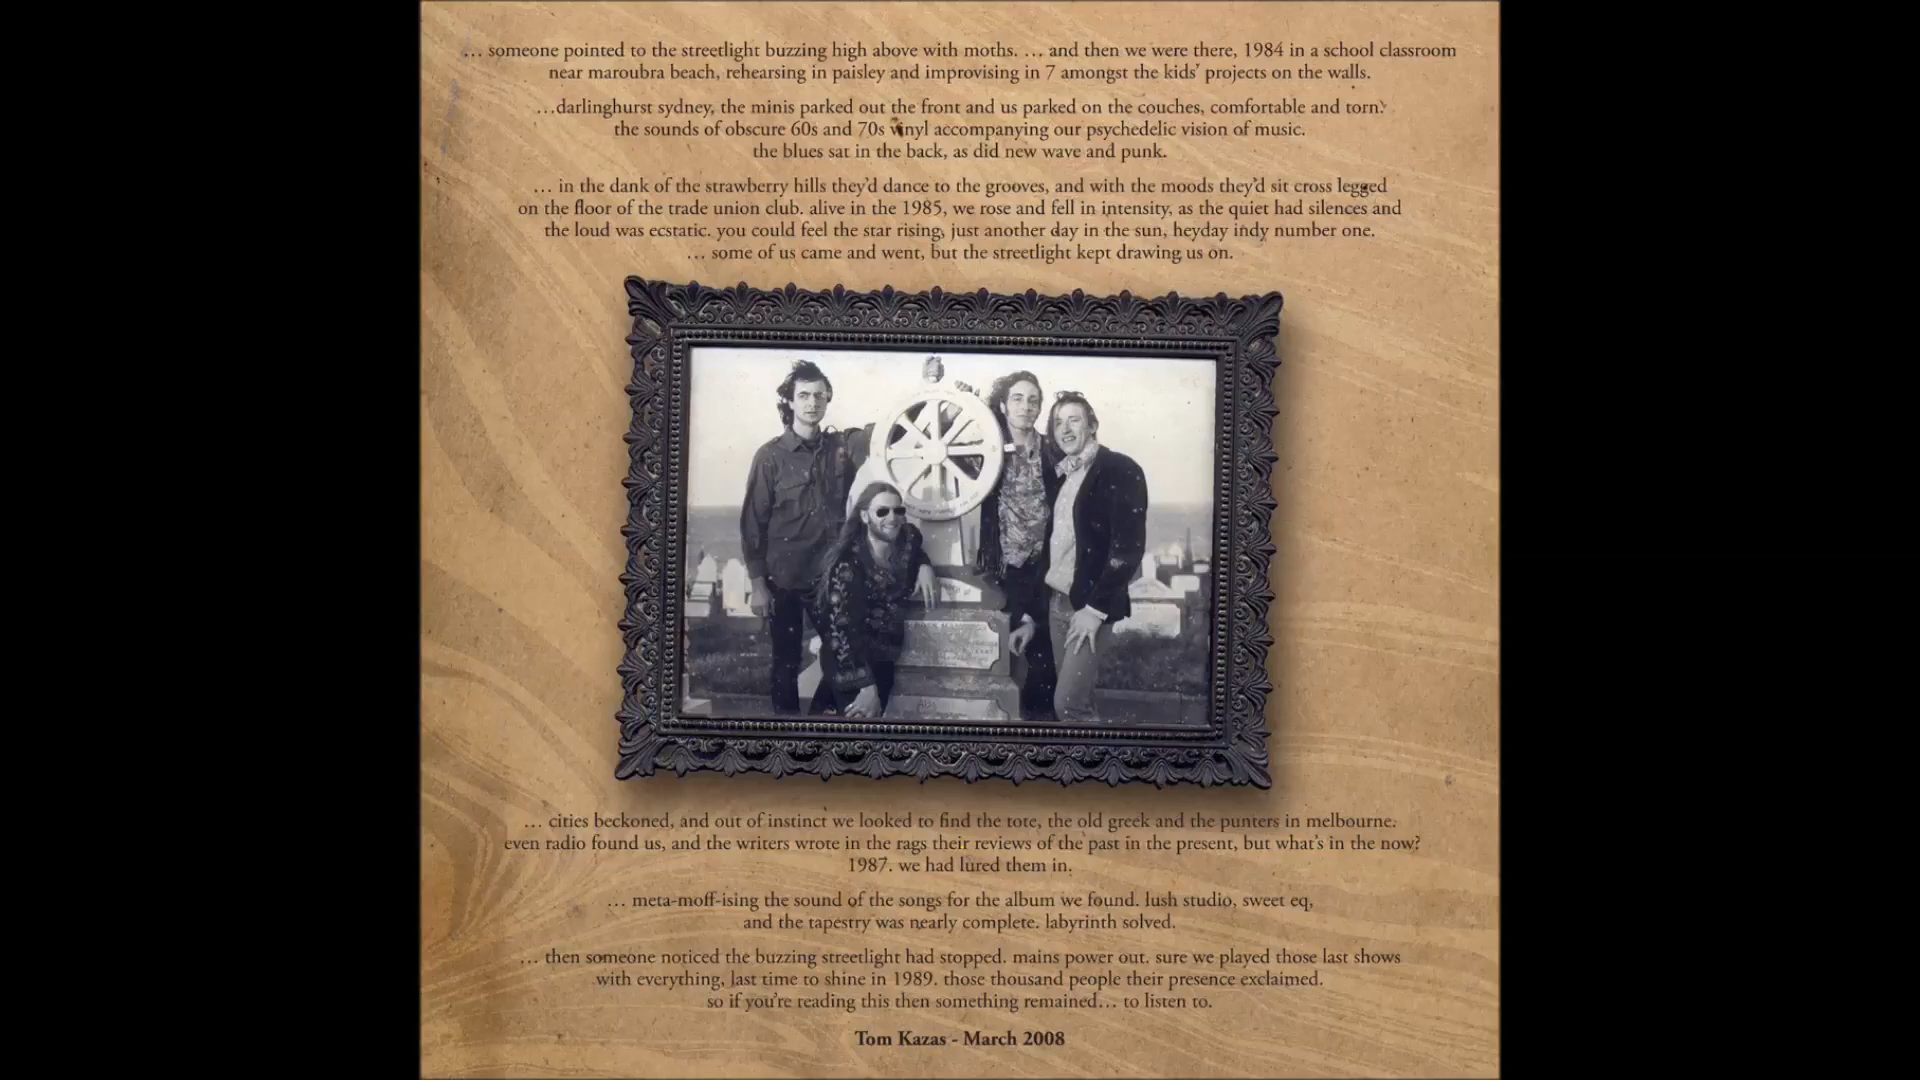 … someone pointed to the streetlight buzzing high above with moths. … and then we were there, 1984 in a school classroom
near maroubra beach, rehearsing in paisley and improvising in 7 amongst the kids' projects on the walls.
…darlinghurst sydney, the minis parked out the front and us parked on the couches, comfortable and torn.
the sounds of obscure 60s and 70s vinyl accompanying our psychedelic vision of music.
the blues sat in the back, as did new wave and punk.
… in the dank of the strawberry hills they'd dance to the grooves, and with the moods they'd sit cross legged
on the floor of the trade union club. alive in the 1985, we rose and fell in intensity, as the quiet had silences and
the loud was ecstatic. you could feel the star rising, just another day in the sun, heyday indy number one.
… some of us came and went, but the streetlight kept drawing us on.
… cities beckoned, and out of instinct we looked to find the tote, the old greek and the punters in melbourne.
even radio found us, and the writers wrote in the rags their reviews of the past in the present, but what's in the now?
1987. we had lured them in.
… meta-moff-ising the sound of the songs for the album we found. lush studio, sweet eq,
and the tapestry was nearly complete. labyrinth solved.
… then someone noticed the buzzing streetlight had stopped. mains power out. sure we played those last shows
with everything, last time to shine in 1989. those thousand people their presence exclaimed.
so if you're reading this then something remained… to listen to.
Tom Kazas - March 2008